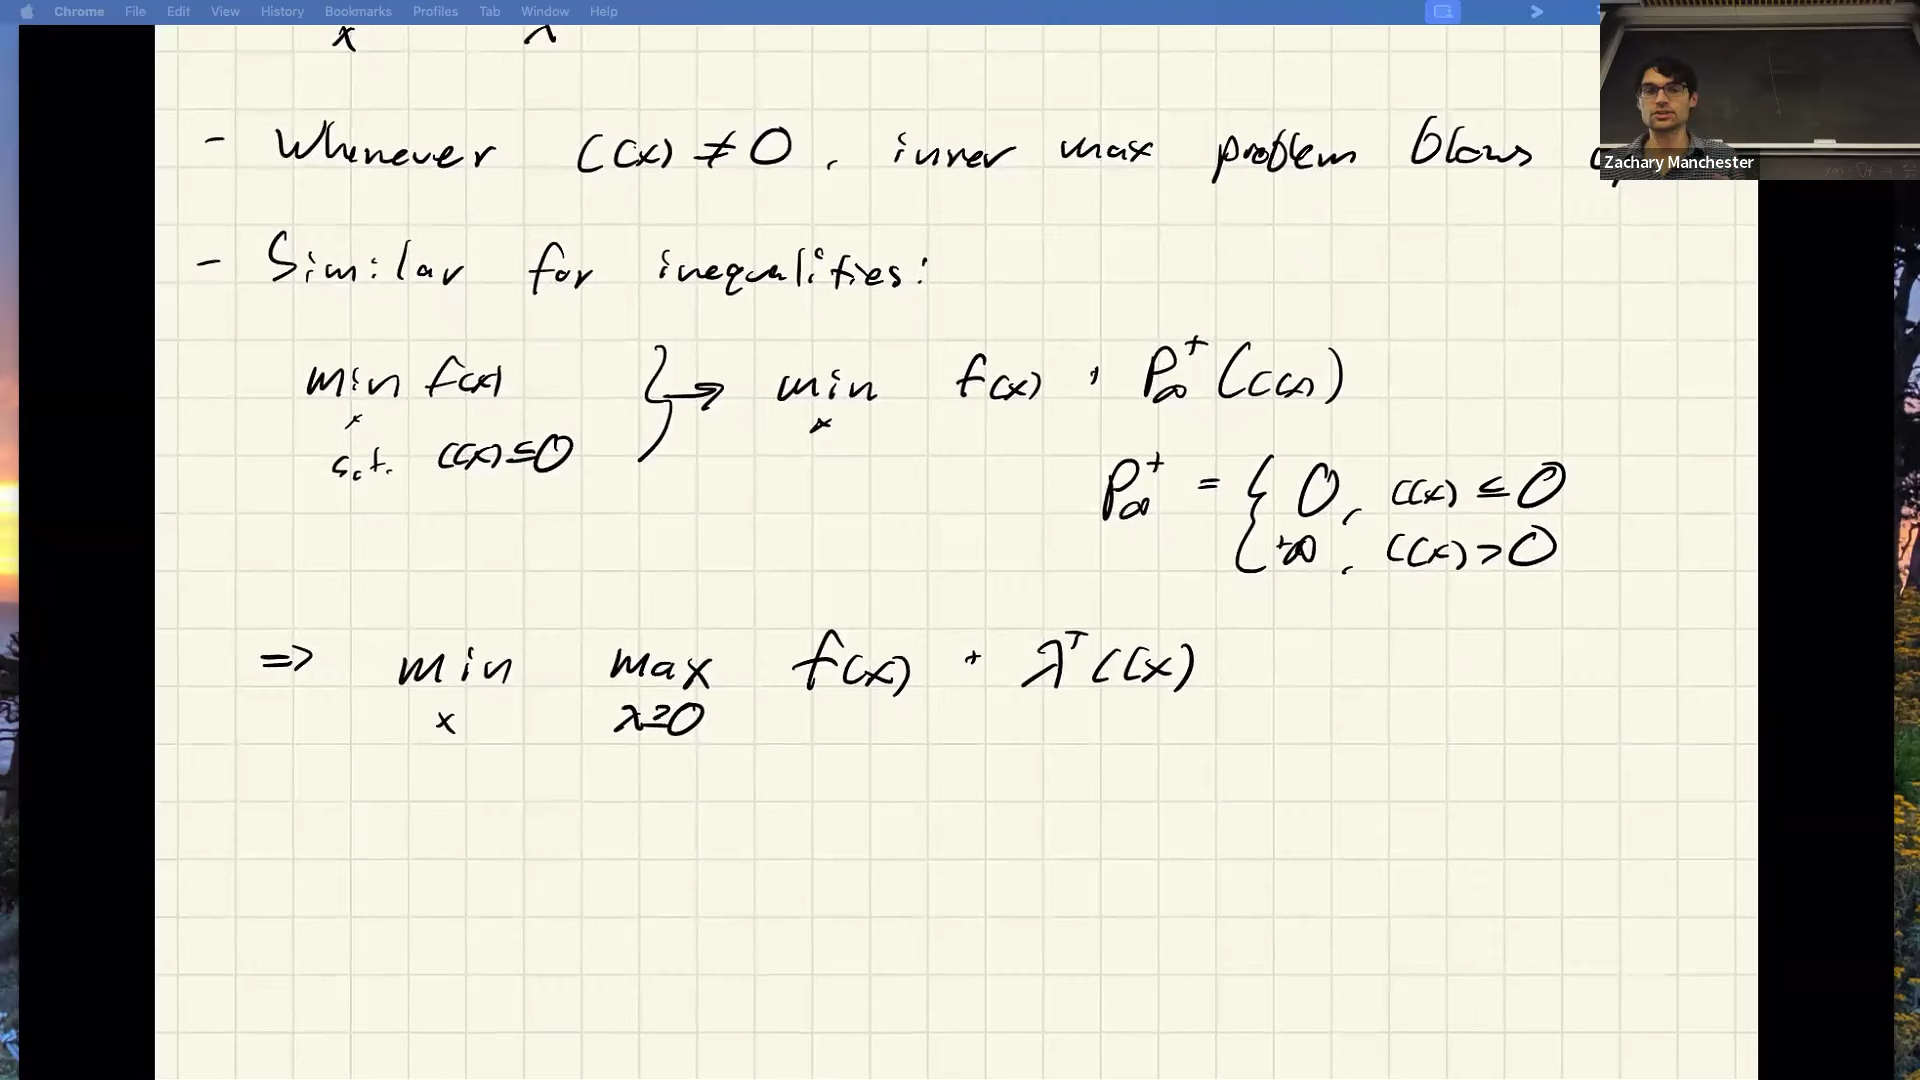 Chrome File Edit View History Bookmarks Profiles Tab Window Help
x λ
- Whenever C(x) ≠ 0, inner max problem blows
Zachary Manchester
- Similar for inequalities:
min f(x) } → min f(x) + P∞⁺(C(x))
x x
s.t. C(x) ≤ 0
P∞⁺ = { 0, C(x) ≤ 0
+∞, C(x) > 0
=> min max f(x) + λᵀC(x)
x λ≥0